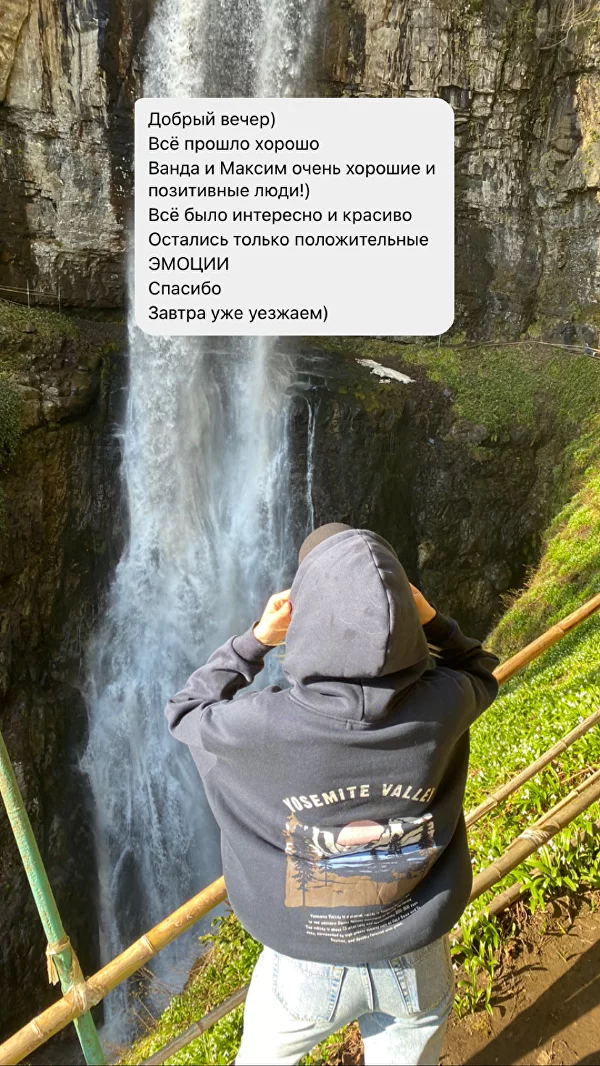 Добрый вечер)
Всё прошло хорошо
Ванда и Максим очень хорошие и
позитивные люди!)
Всё было интересно и красиво
Остались только положительные
ЭМОЦИИ
Спасибо
Завтра уже уезжаем)
YOSEMITE VALLEY